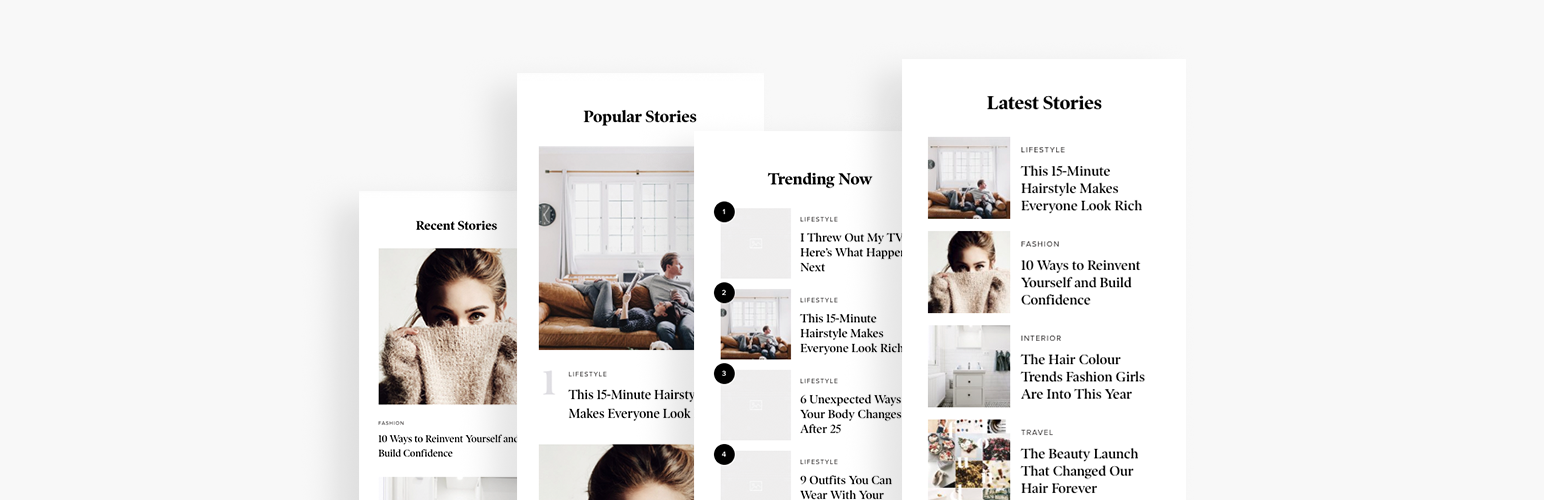 Recent Stories
FASHION
10 Ways to Reinvent Yourself and
Build Confidence
Popular Stories
1
LIFESTYLE
This 15-Minute
Makes Everyone Look
Trending Now
1
LIFESTYLE
I Threw Out My TV
Here's What
Next
2
LIFESTYLE
This 15-Minute
Hairstyle Makes
Everyone Look Rich
3
LIFESTYLE
6 Unexpected Ways
Your Body Changes
After 25
4
LIFESTYLE
9 Outfits You Can
Wear With Your
Latest Stories
LIFESTYLE
This 15-Minute
Hairstyle Makes
Everyone Look Rich
FASHION
10 Ways to Reinvent
Yourself and Build
Confidence
INTERIOR
The Hair Colour
Trends Fashion Girls
Are Into This Year
TRAVEL
The Beauty Launch
That Changed Our
Hair Forever